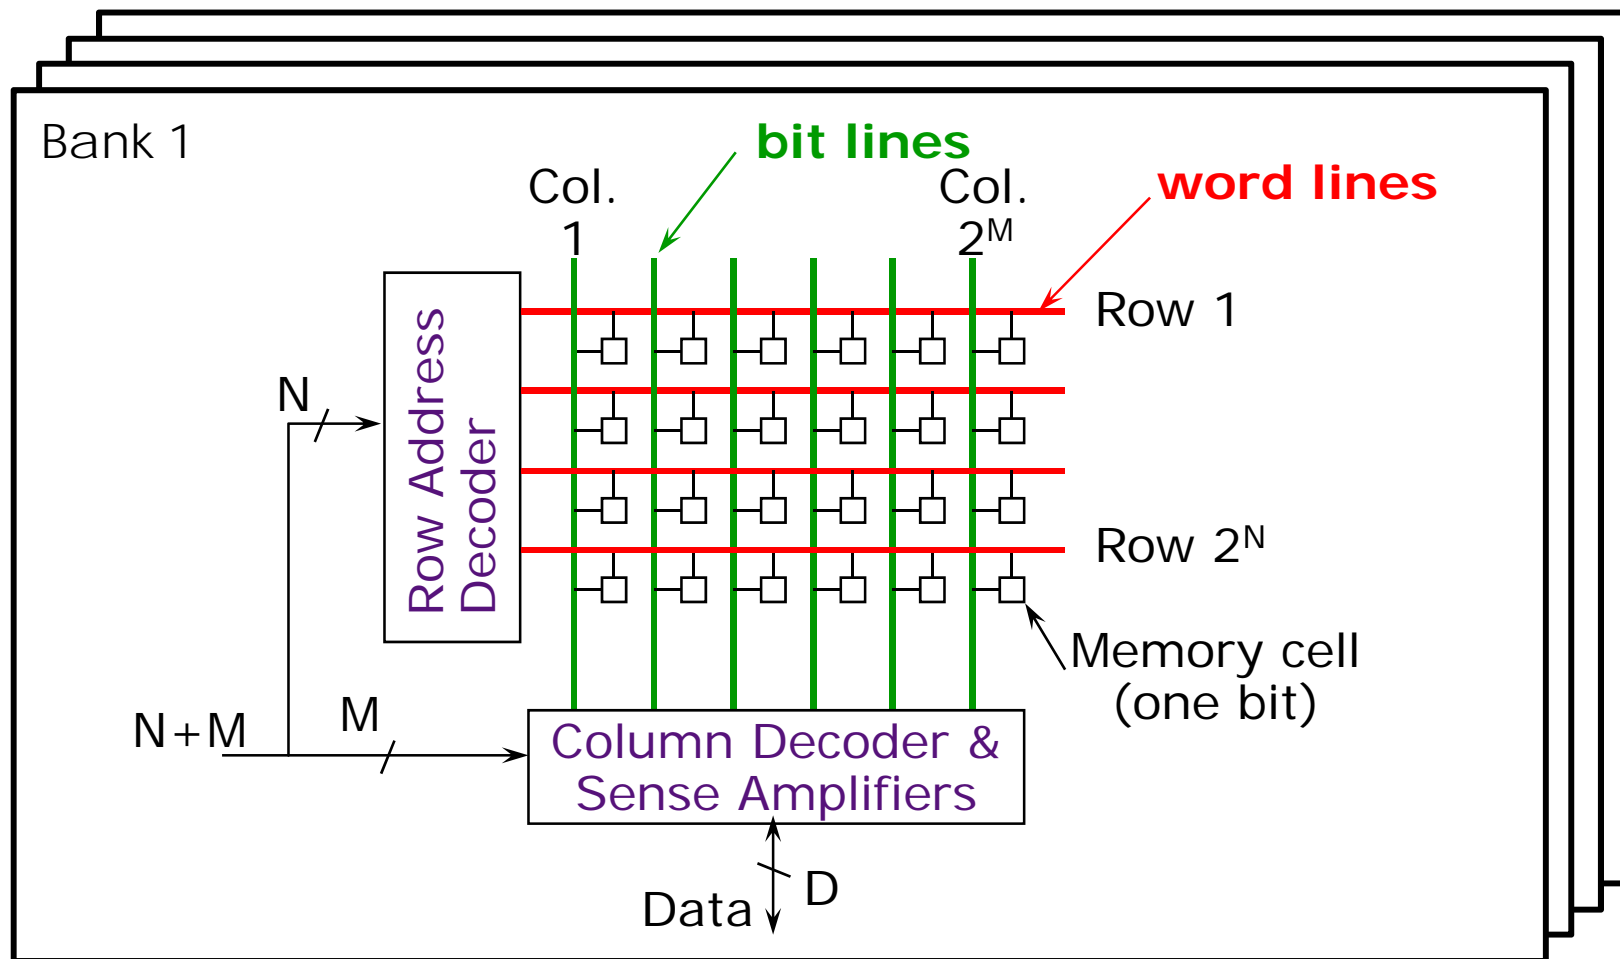 Bank 1
bit lines
word lines
Col.
1
Col.
2ᴹ
Row 1
N
Row Address
Decoder
Row 2ᴺ
Memory cell
(one bit)
N+M
M
Column Decoder &
Sense Amplifiers
D
Data